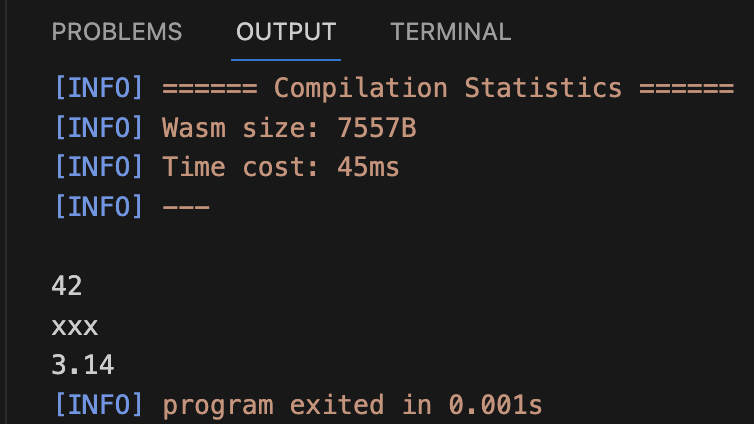 PROBLEMS OUTPUT TERMINAL
[INFO] ====== Compilation Statistics ======
[INFO] Wasm size: 7557B
[INFO] Time cost: 45ms
[INFO] ---
42
xxx
3.14
[INFO] program exited in 0.001s